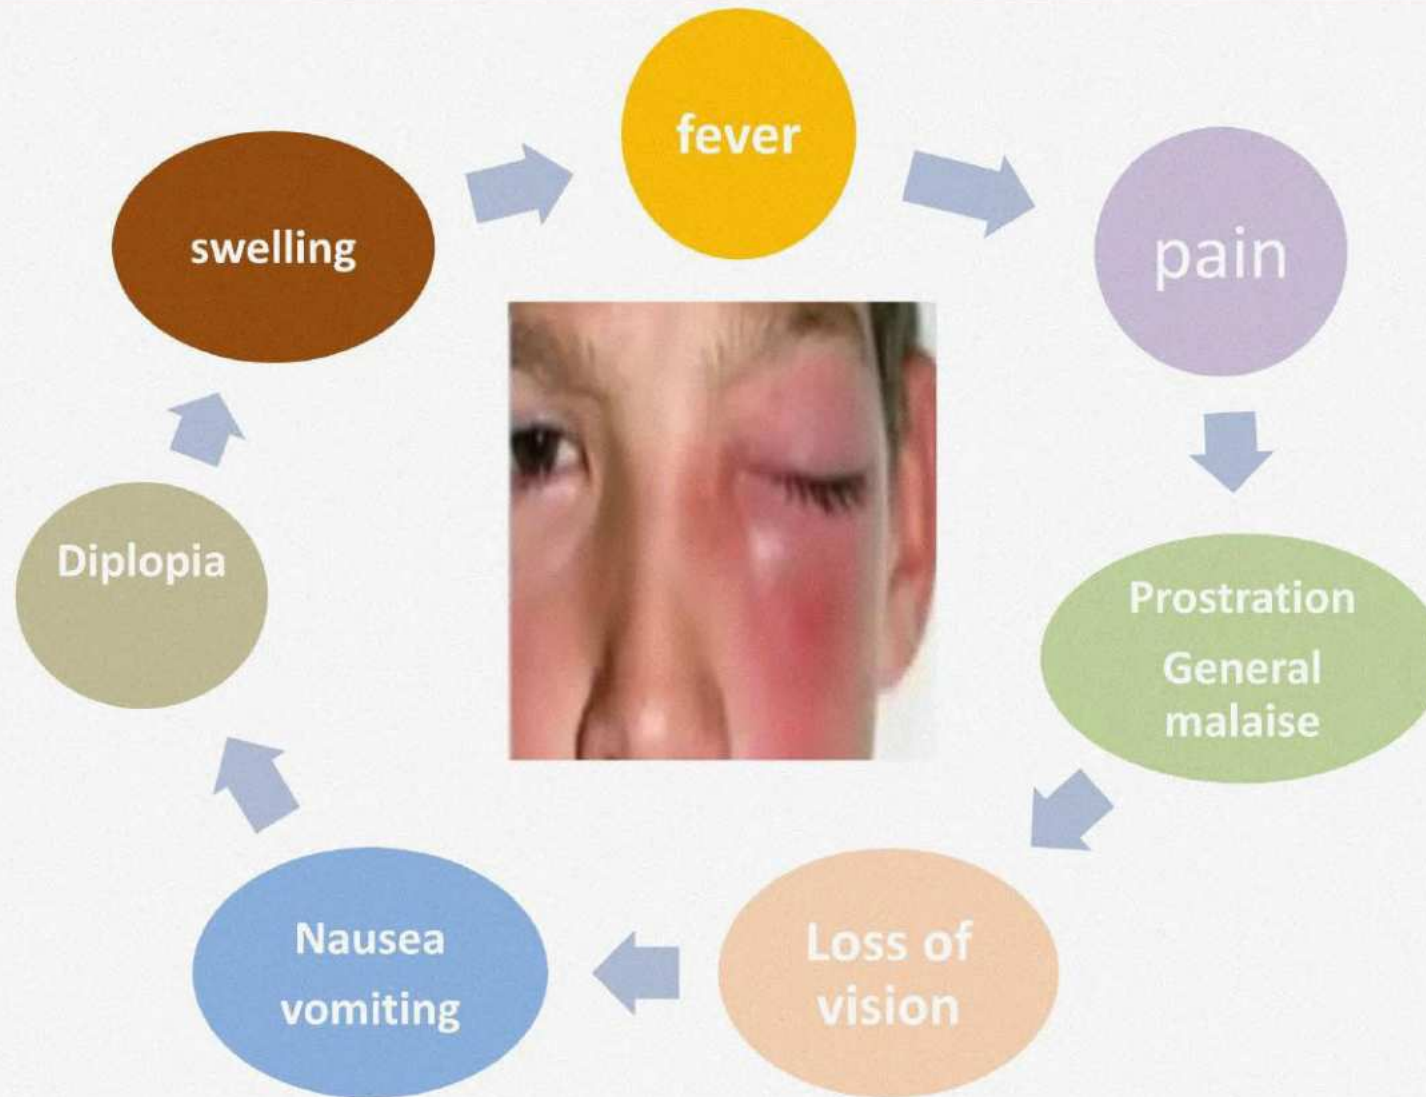 fever
pain
Prostration
General
malaise
Loss of
vision
Nausea
vomiting
Diplopia
swelling